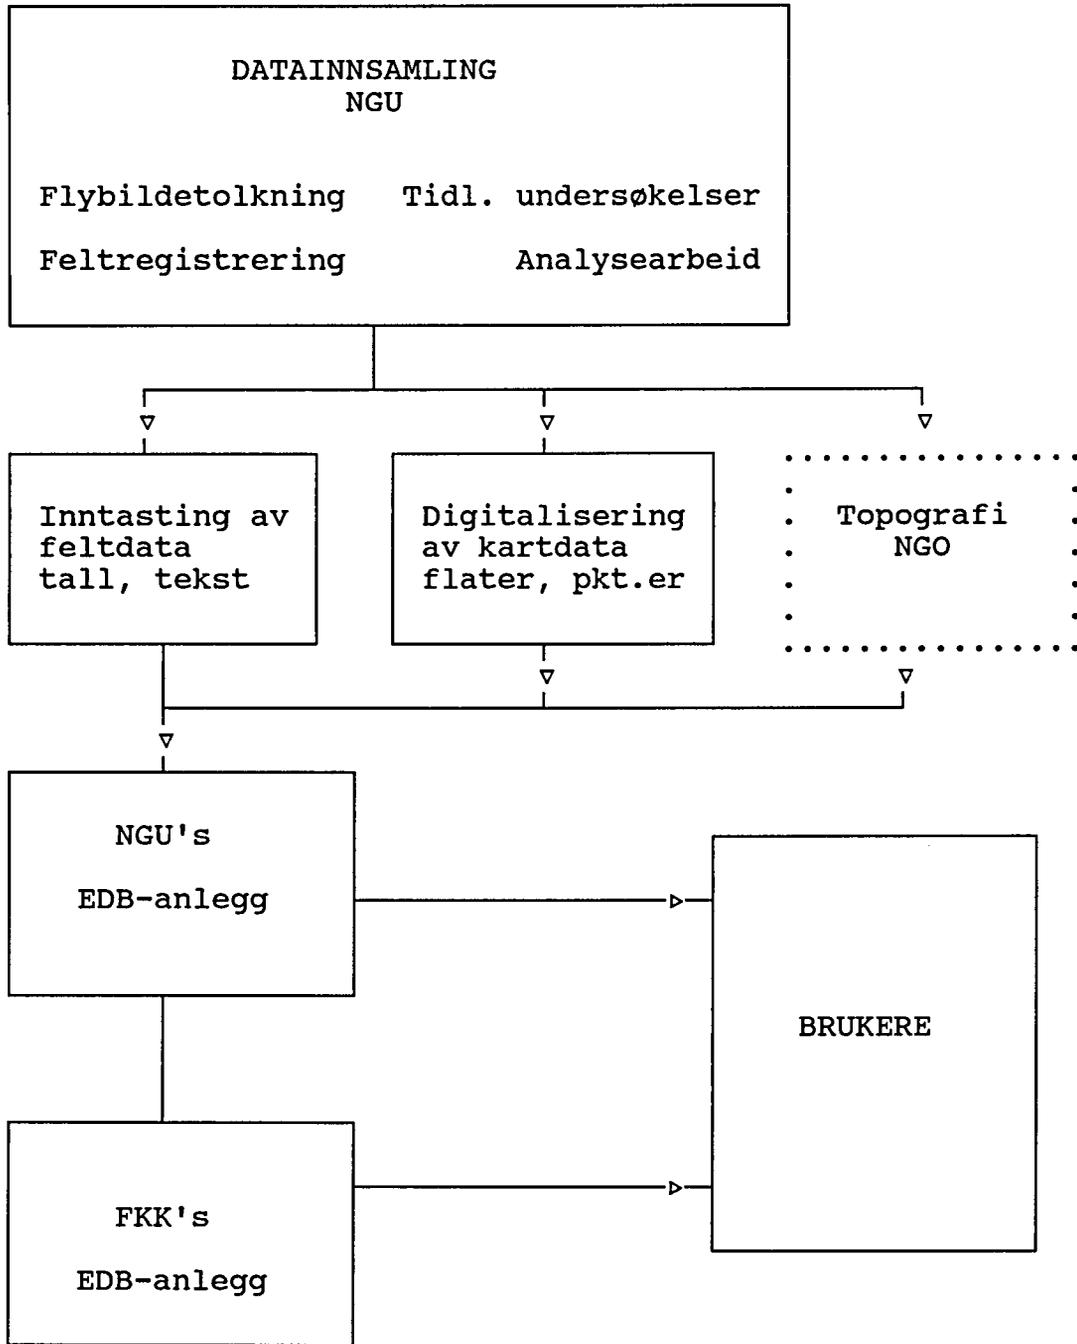 DATAINNSAMLING
NGU
Flybildetolkning Tidl. undersøkelser
Feltregistrering Analysearbeid
Inntasting av
feltdata
tall, tekst
Digitalisering
av kartdata
flater, pkt.er
Topografi
NGO
NGU's
EDB-anlegg
BRUKERE
FKK's
EDB-anlegg